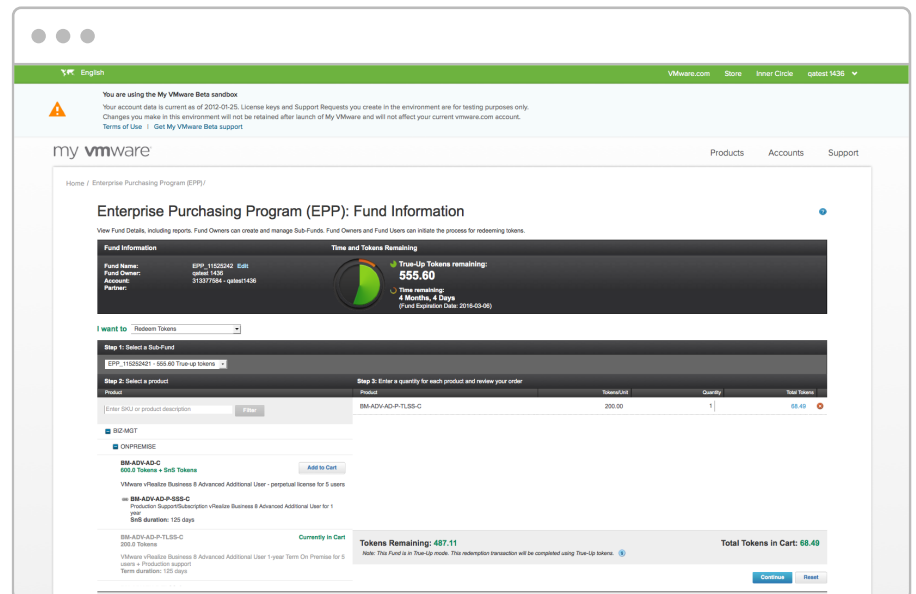 English
VMware.com Store Inner Circle qatest 1436
You are using the My VMware Beta sandbox
Your account data is current as of 2012-01-25. License keys and Support Requests you create in the environment are for testing purposes only.
Changes you make in this environment will not be retained after launch of My VMware and will not affect your current vmware.com account.
Terms of Use | Get My VMware Beta support
my vmware
Products Accounts Support
Home / Enterprise Purchasing Program (EPP) /
Enterprise Purchasing Program (EPP): Fund Information
View Fund Details, including reports. Fund Owners can create and manage Sub-Funds. Fund Owners and Fund Users can initiate the process for redeeming tokens.
Fund Information
Fund Name: EPP_11525242 Edit
Fund Owner: qatest 1436
Account: 313377584 - qatest1436
Partner:
Time and Tokens Remaining
True-Up Tokens remaining:
555.60
Time remaining:
4 Months, 4 Days
(Fund Expiration Date: 2016-03-06)
I want to Redeem Tokens
Step 1: Select a Sub-Fund
EPP_115252421 - 555.60 True-up tokens
Step 2: Select a product
Product
Enter SKU or product description Filter
BIZ-MGT
ONPREMISE
BM-ADV-AD-C
600.0 Tokens + SnS Tokens
Add to Cart
VMware vRealize Business 8 Advanced Additional User - perpetual license for 5 users
BM-ADV-AD-P-SSS-C
Production Support/Subscription vRealize Business 8 Advanced Additional User for 1
year
SnS duration: 125 days
BM-ADV-AD-P-TLSS-C Currently in Cart
200.0 Tokens
VMware vRealize Business 8 Advanced Additional User 1-year Term On Premise for 5
users + Production support
Term duration: 125 days
Step 3: Enter a quantity for each product and review your order
Product Tokens/Unit Quantity Total Tokens
BM-ADV-AD-P-TLSS-C 200.00 1 68.49
Tokens Remaining: 487.11 Total Tokens in Cart: 68.49
Note: This Fund is in True-Up mode. This redemption transaction will be completed using True-Up tokens.
Continue Reset